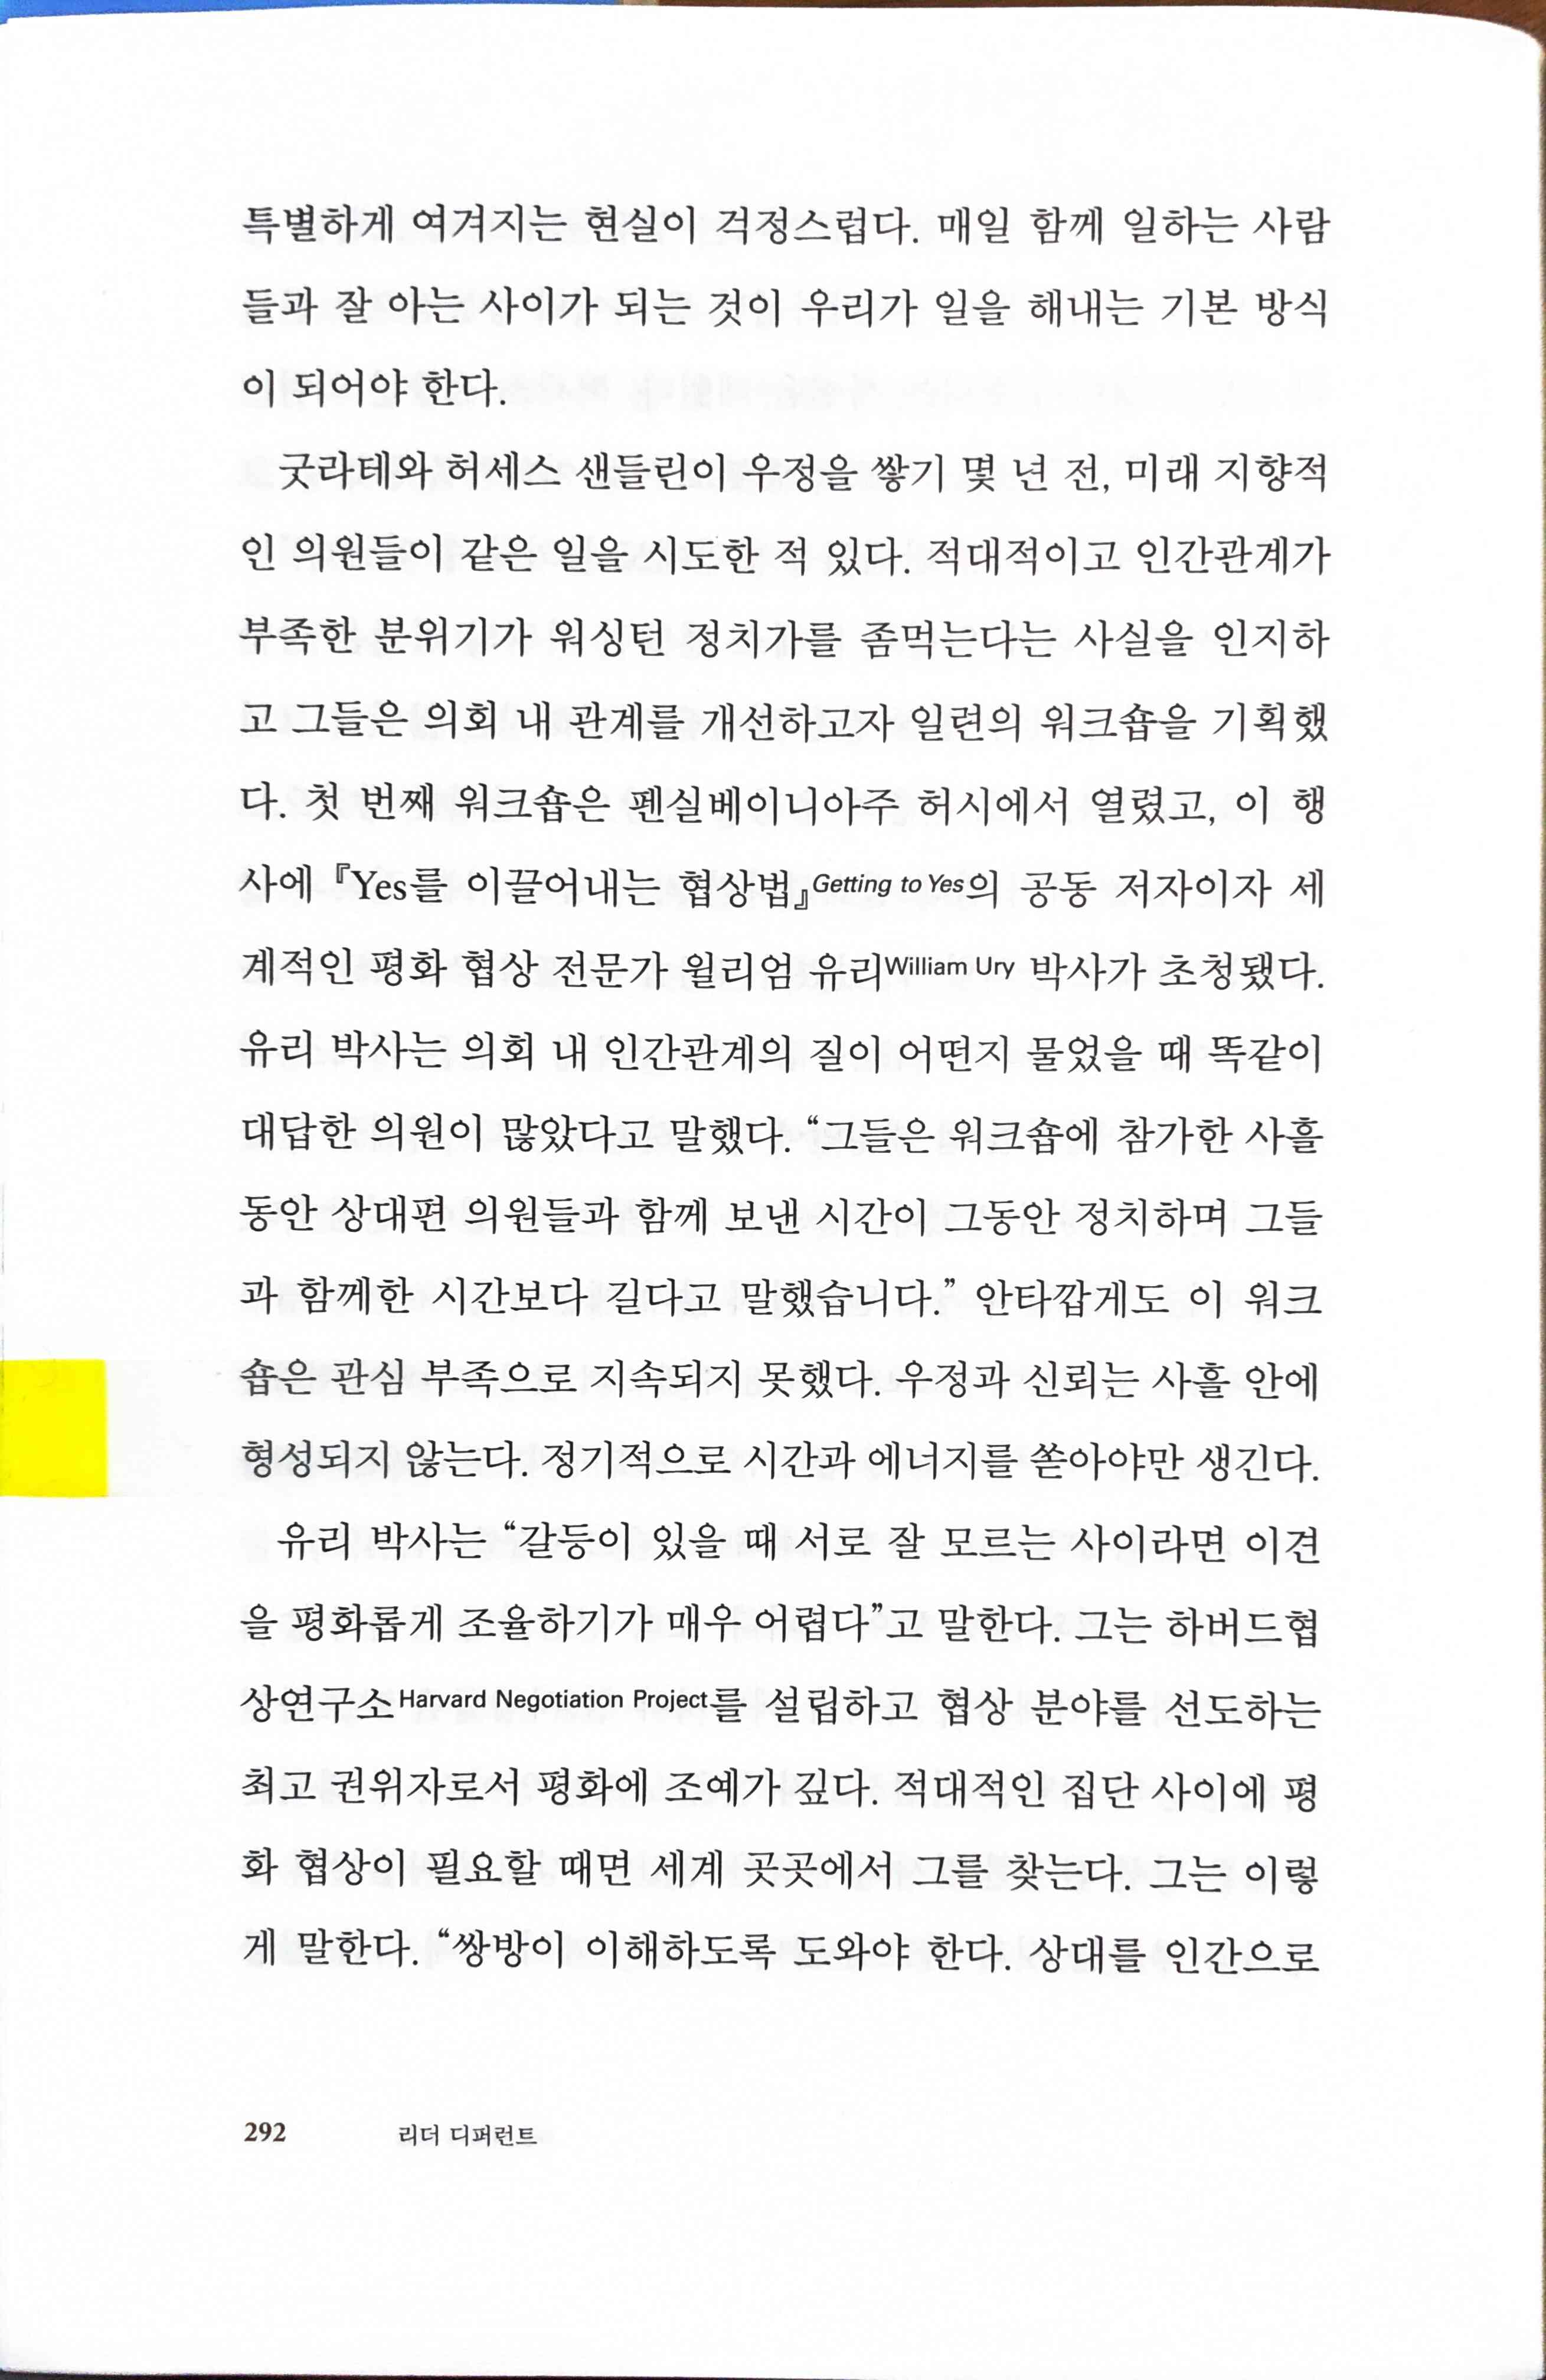 특별하게 여겨지는 현실이 걱정스럽다. 매일 함께 일하는 사람
들과 잘 아는 사이가 되는 것이 우리가 일을 해내는 기본 방식
이 되어야 한다.
굿라테와 허세스 샌들린이 우정을 쌓기 몇 년 전, 미래 지향적
인 의원들이 같은 일을 시도한 적 있다. 적대적이고 인간관계가
부족한 분위기가 워싱턴 정치가를 좀먹는다는 사실을 인지하
고 그들은 의회 내 관계를 개선하고자 일련의 워크숍을 기획했
다. 첫 번째 워크숍은 펜실베이니아주 허시에서 열렸고, 이 행
사에 『Yes를 이끌어내는 협상법』Getting to Yes의 공동 저자이자 세
계적인 평화 협상 전문가 윌리엄 유리William Ury 박사가 초청됐다.
유리 박사는 의회 내 인간관계의 질이 어떤지 물었을 때 똑같이
대답한 의원이 많았다고 말했다. “그들은 워크숍에 참가한 사흘
동안 상대편 의원들과 함께 보낸 시간이 그동안 정치하며 그들
과 함께한 시간보다 길다고 말했습니다.” 안타깝게도 이 워크
숍은 관심 부족으로 지속되지 못했다. 우정과 신뢰는 사흘 안에
형성되지 않는다. 정기적으로 시간과 에너지를 쏟아야만 생긴다.
유리 박사는 “갈등이 있을 때 서로 잘 모르는 사이라면 이견
을 평화롭게 조율하기가 매우 어렵다”고 말한다. 그는 하버드협
상연구소Harvard Negotiation Project를 설립하고 협상 분야를 선도하는
최고 권위자로서 평화에 조예가 깊다. 적대적인 집단 사이에 평
화 협상이 필요할 때면 세계 곳곳에서 그를 찾는다. 그는 이렇
게 말한다. “쌍방이 이해하도록 도와야 한다. 상대를 인간으로
292 리더 디퍼런트